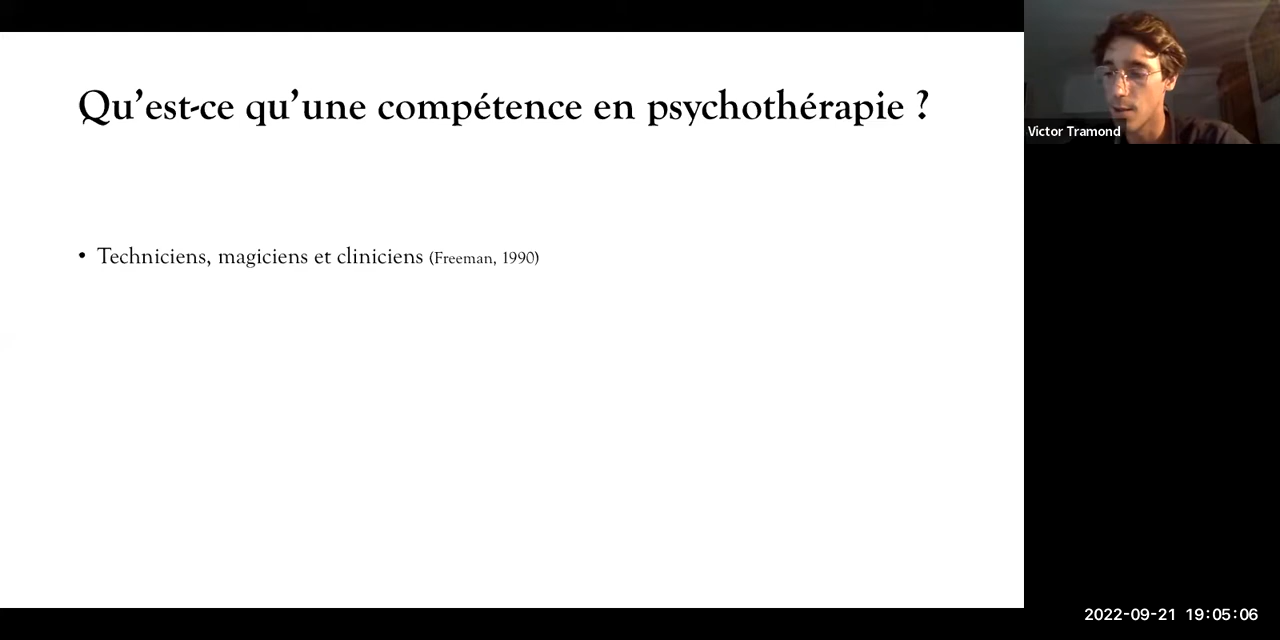 Qu’est-ce qu’une compétence en psychothérapie ?
• Techniciens, magiciens et cliniciens (Freeman, 1990)
Victor Tramond
2022-09-21 19:05:06